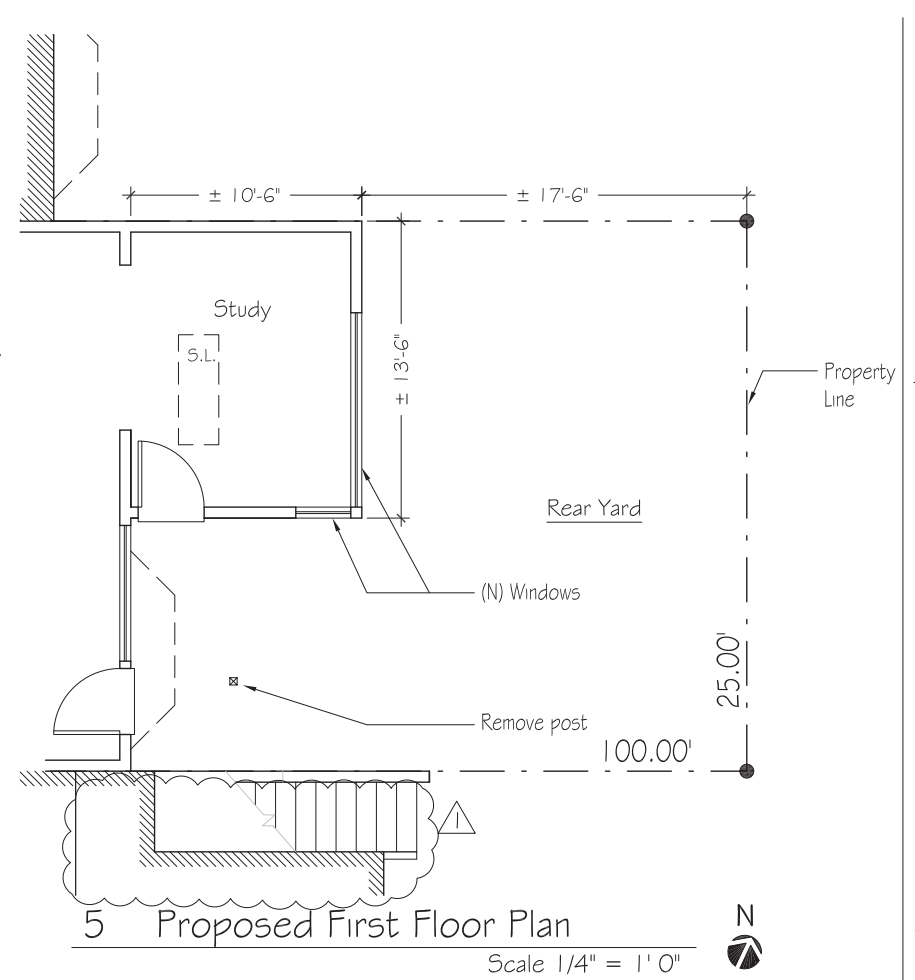 ± 10'-6"
± 17'-6"
Study
S.L.
± 13'-6"
Property
Line
Rear Yard
(N) Windows
25.00'
Remove post
100.00'
1
5 Proposed First Floor Plan
N
Scale 1/4" = 1' 0"